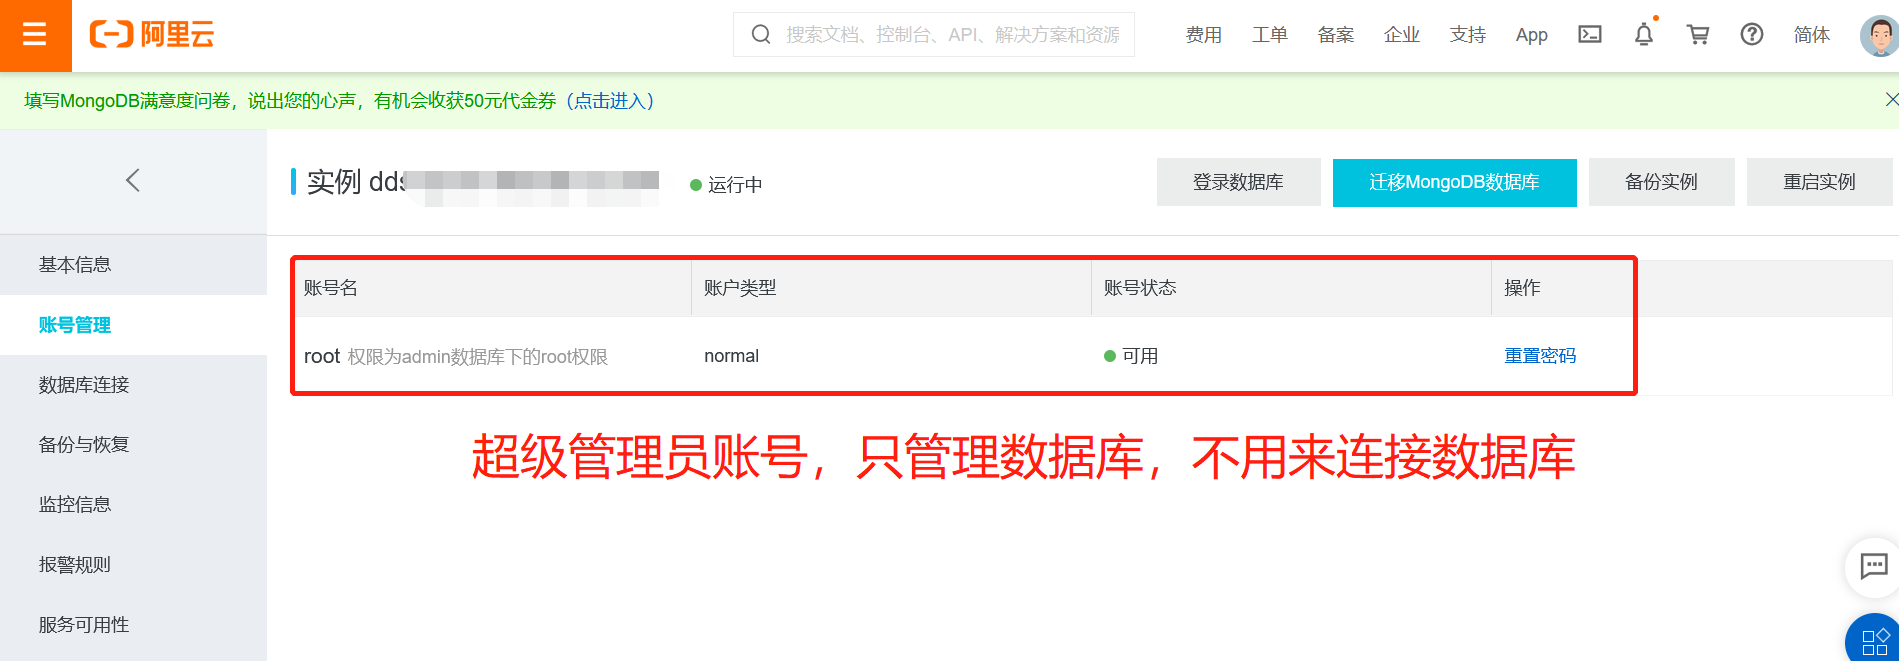 阿里云
搜索文档、控制台、API、解决方案和资源
费用 工单 备案 企业 支持 App 简体
填写MongoDB满意度问卷，说出您的心声，有机会收获50元代金券（点击进入）
实例 dds
运行中
登录数据库 迁移MongoDB数据库 备份实例 重启实例
基本信息
账号管理
数据库连接
备份与恢复
监控信息
报警规则
服务可用性
账号名 账户类型 账号状态 操作
root 权限为admin数据库下的root权限 normal 可用 重置密码
超级管理员账号，只管理数据库，不用来连接数据库